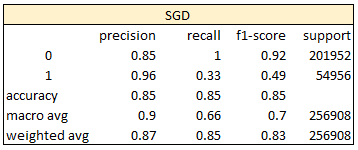 SGD
precision recall f1-score support
0 0.85 1 0.92 201952
1 0.96 0.33 0.49 54956
accuracy 0.85 0.85 0.85
macro avg 0.9 0.66 0.7 256908
weighted avg 0.87 0.85 0.83 256908